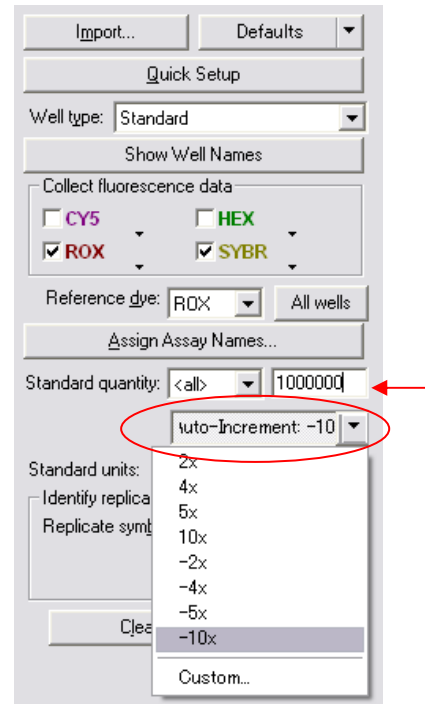 Import... Defaults
Quick Setup
Well type: Standard
Show Well Names
Collect fluorescence data
CY5 HEX
ROX SYBR
Reference dye: ROX All wells
Assign Assay Names...
Standard quantity: <all> 1000000
uto-Increment: -10
Standard units: 2x
4x
Identify replica 5x
Replicate sym 10x
-2x
-4x
-5x
Clea -10x
Custom...